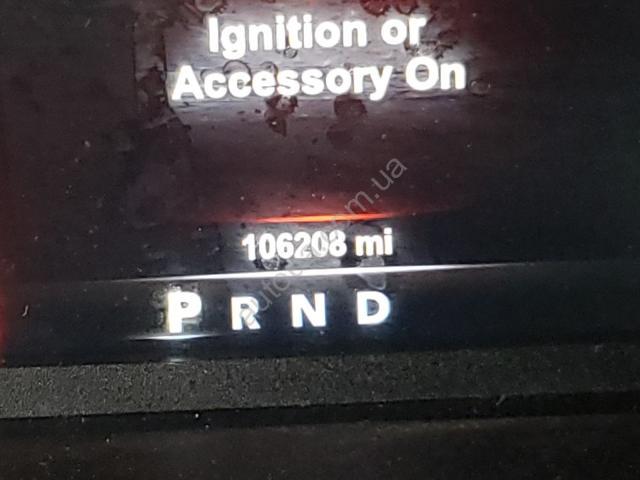 Ignition or
Accessory On
106208 mi
P R N D